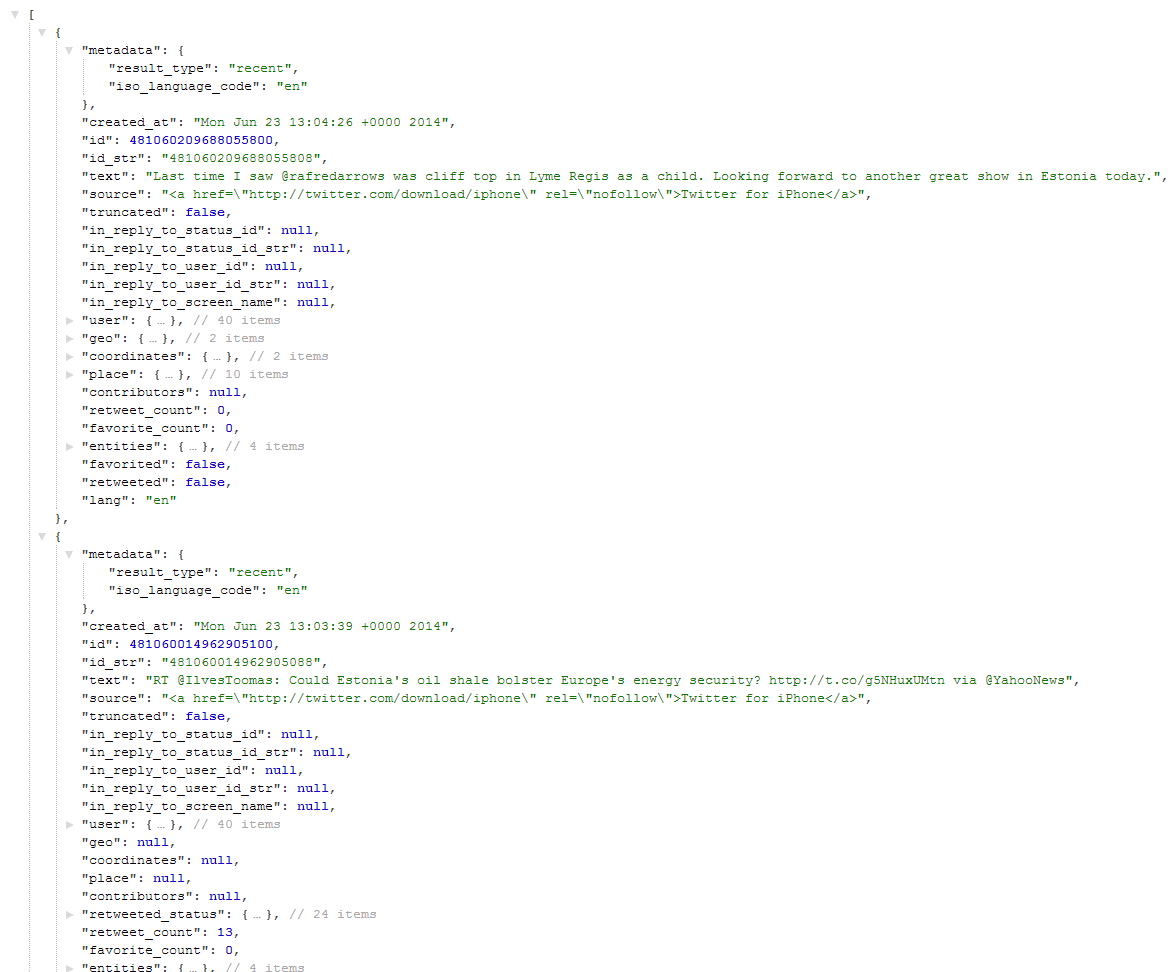 [
{
"metadata": {
"result_type": "recent",
"iso_language_code": "en"
},
"created_at": "Mon Jun 23 13:04:26 +0000 2014",
"id": 481060209688055800,
"id_str": "481060209688055808",
"text": "Last time I saw @rafredarrows was cliff top in Lyme Regis as a child. Looking forward to another great show in Estonia today.",
"source": "<a href=\"http://twitter.com/download/iphone\" rel=\"nofollow\">Twitter for iPhone</a>",
"truncated": false,
"in_reply_to_status_id": null,
"in_reply_to_status_id_str": null,
"in_reply_to_user_id": null,
"in_reply_to_user_id_str": null,
"in_reply_to_screen_name": null,
"user": { … }, // 40 items
"geo": { … }, // 2 items
"coordinates": { … }, // 2 items
"place": { … }, // 10 items
"contributors": null,
"retweet_count": 0,
"favorite_count": 0,
"entities": { … }, // 4 items
"favorited": false,
"retweeted": false,
"lang": "en"
},
{
"metadata": {
"result_type": "recent",
"iso_language_code": "en"
},
"created_at": "Mon Jun 23 13:03:39 +0000 2014",
"id": 481060014962905100,
"id_str": "481060014962905088",
"text": "RT @IlvesToomas: Could Estonia's oil shale bolster Europe's energy security? http://t.co/g5NHuxUMtn via @YahooNews",
"source": "<a href=\"http://twitter.com/download/iphone\" rel=\"nofollow\">Twitter for iPhone</a>",
"truncated": false,
"in_reply_to_status_id": null,
"in_reply_to_status_id_str": null,
"in_reply_to_user_id": null,
"in_reply_to_user_id_str": null,
"in_reply_to_screen_name": null,
"user": { … }, // 40 items
"geo": null,
"coordinates": null,
"place": null,
"contributors": null,
"retweeted_status": { … }, // 24 items
"retweet_count": 13,
"favorite_count": 0,
"entities": { … }, // 4 items